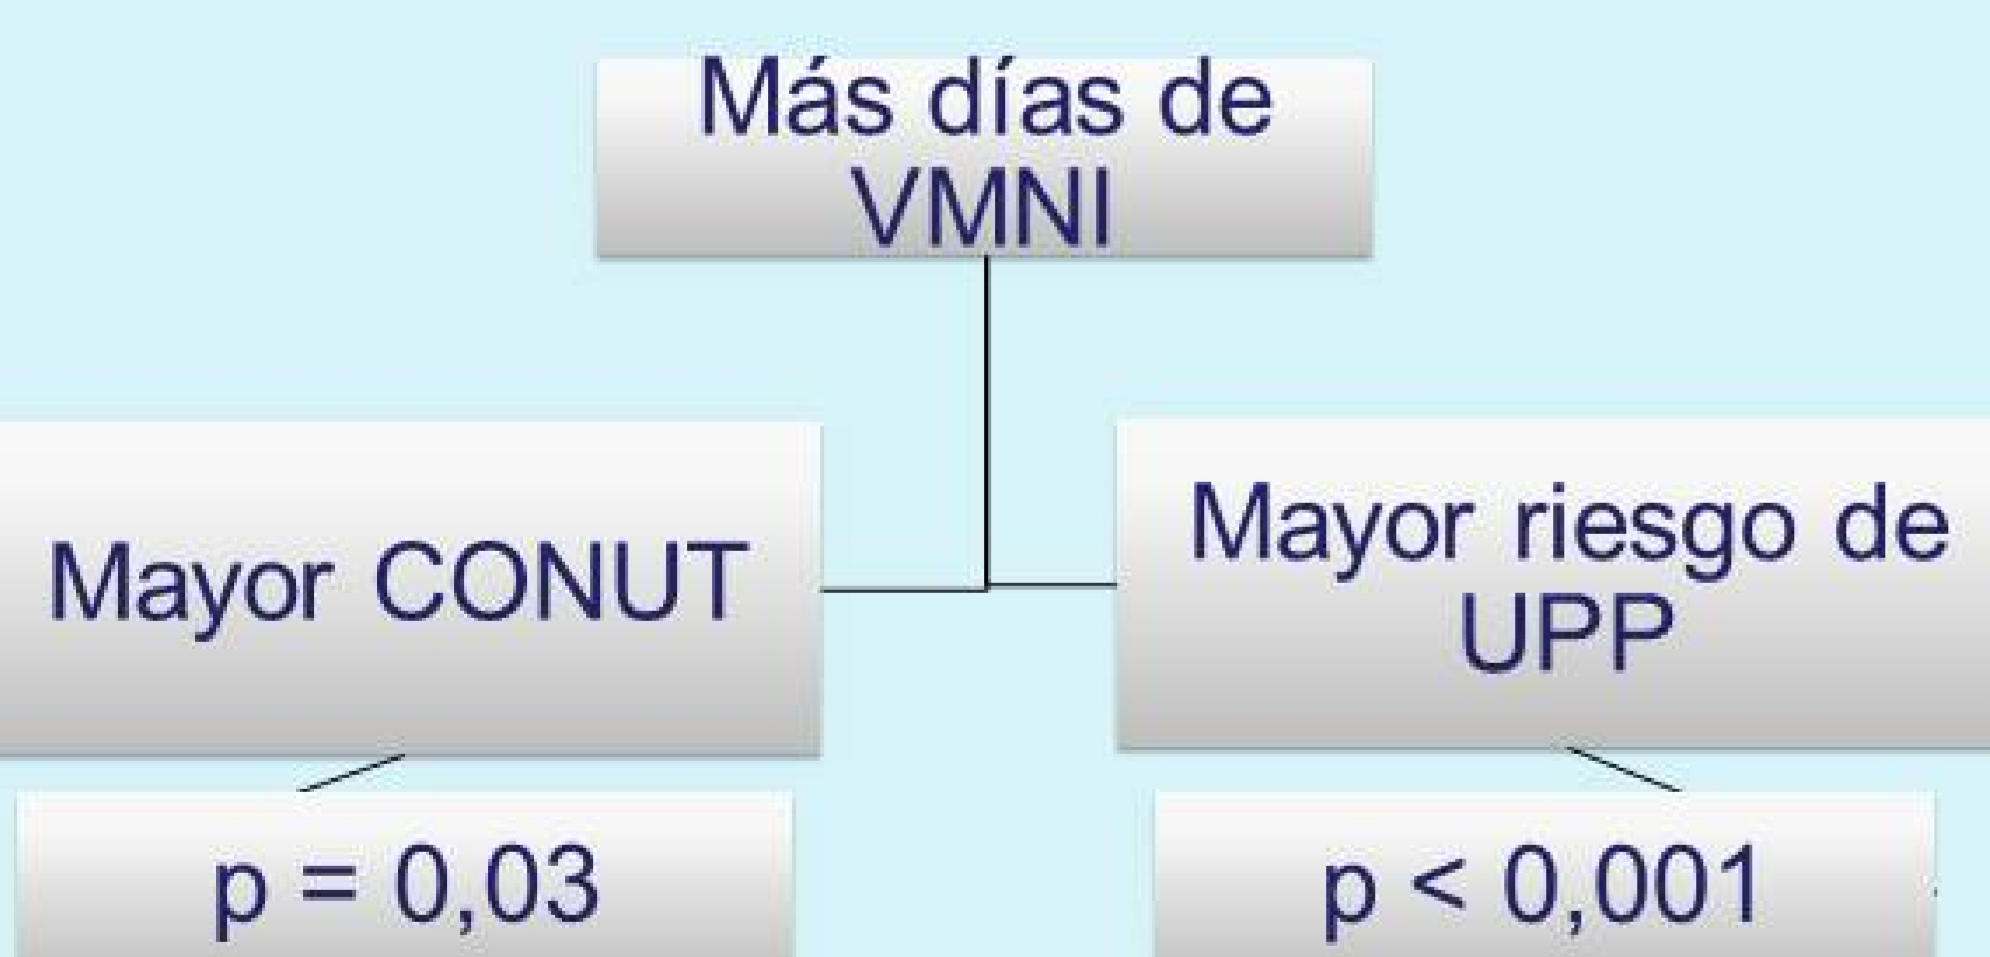 Más días de
VMNI
Mayor CONUT
Mayor riesgo de
UPP
p = 0,03
p < 0,001